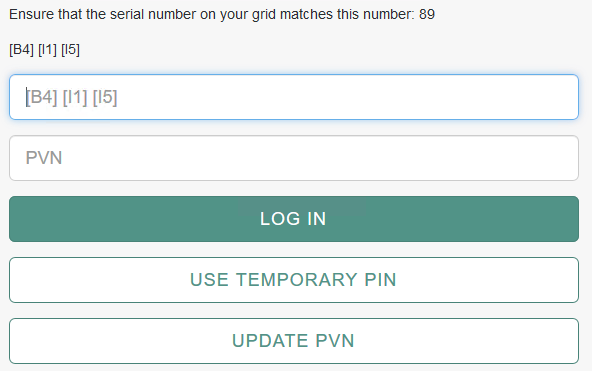 Ensure that the serial number on your grid matches this number: 89
[B4] [I1] [I5]
[B4] [I1] [I5]
PVN
LOG IN
USE TEMPORARY PIN
UPDATE PVN